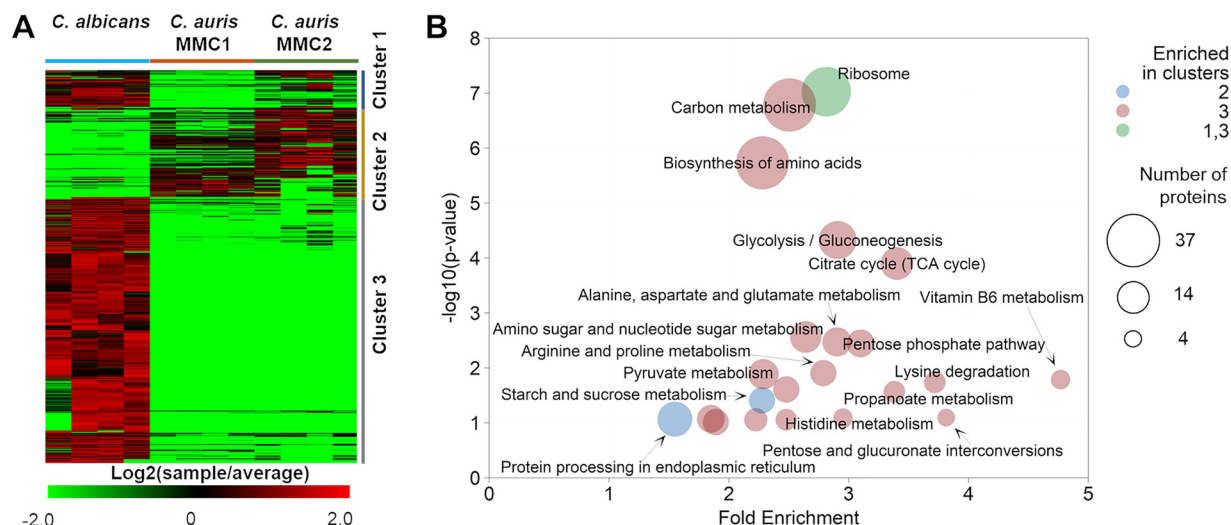 A
C. albicans
C. auris
MMC1
C. auris
MMC2
Cluster 1
Cluster 2
Cluster 3
Log2(sample/average)
-2.0
0
2.0
B
8
7
6
5
4
3
2
1
0
-log10(p-value)
Ribosome
Carbon metabolism
Biosynthesis of amino acids
Glycolysis / Gluconeogenesis
Citrate cycle (TCA cycle)
Alanine, aspartate and glutamate metabolism
Vitamin B6 metabolism
Amino sugar and nucleotide sugar metabolism
Pentose phosphate pathway
Arginine and proline metabolism
Pyruvate metabolism
Lysine degradation
Starch and sucrose metabolism
Propanoate metabolism
Histidine metabolism
Pentose and glucuronate interconversions
Protein processing in endoplasmic reticulum
0
1
2
3
4
5
Fold Enrichment
Enriched
in clusters
2
3
1,3
Number of
proteins
37
14
4